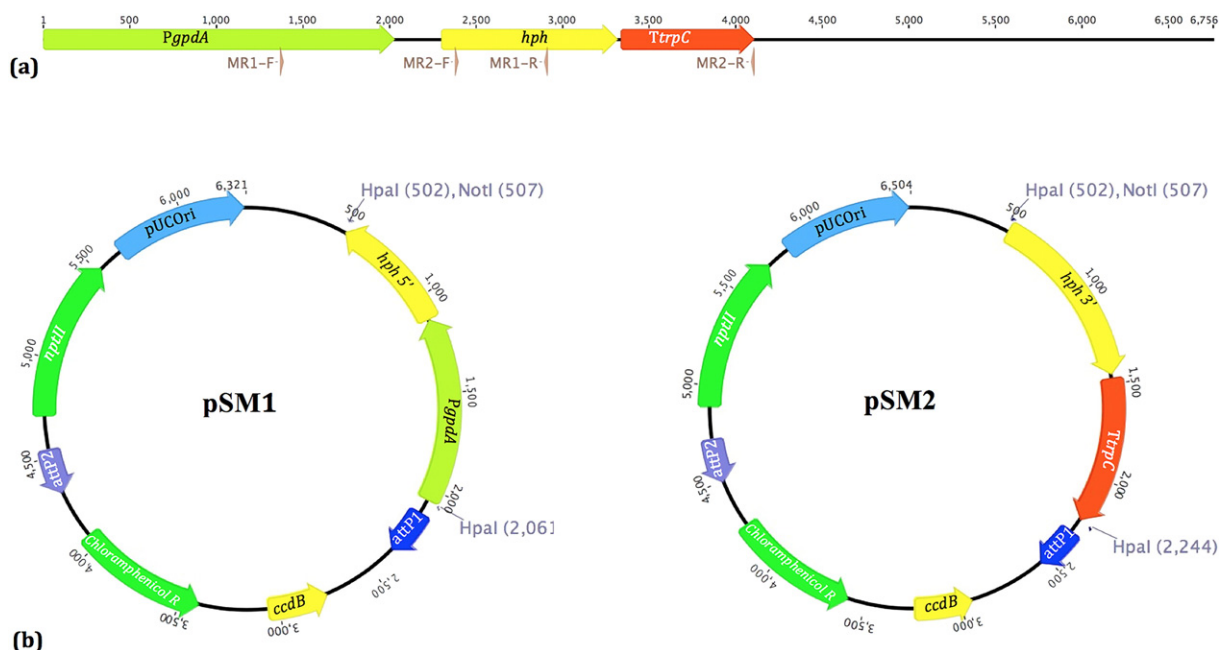 1 500 1,000 1,500 2,000 2,500 3,000 3,500 4,000 4,500 5,000 5,500 6,000 6,500 6,756
PgpdA hph TtrpC
MR1-F MR2-F MR1-R MR2-R
(a)
6,321
6,000
pUCOri
HpaI (502), NotI (507)
500
hph 5'
1,000
5,500
nptII
5,000
pSM1
1,500
PgpdA
2,000
HpaI (2,061
attP1
attP2
4,500
2,500
Chloramphenicol R
4,000
ccdB
3,500
3,000
6,504
6,000
pUCOri
HpaI (502), NotI (507)
500
hph 3'
1,000
5,500
nptII
5,000
pSM2
1,500
TtrpC
2,000
HpaI (2,244)
attP1
attP2
4,500
2,500
Chloramphenicol R
4,000
ccdB
3,500
3,000
(b)